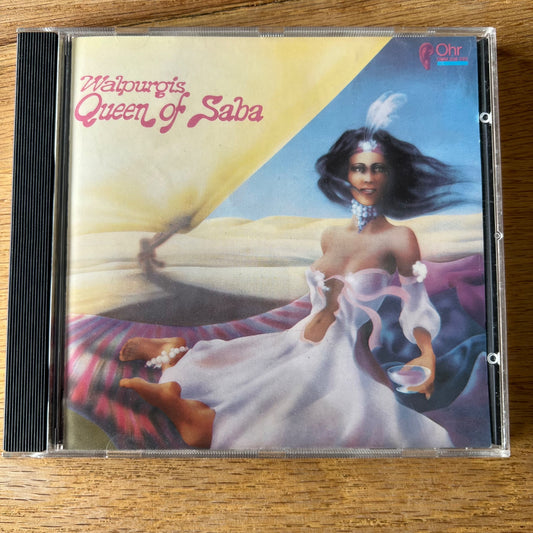 Walpurgis
Queen of Saba
Ohr